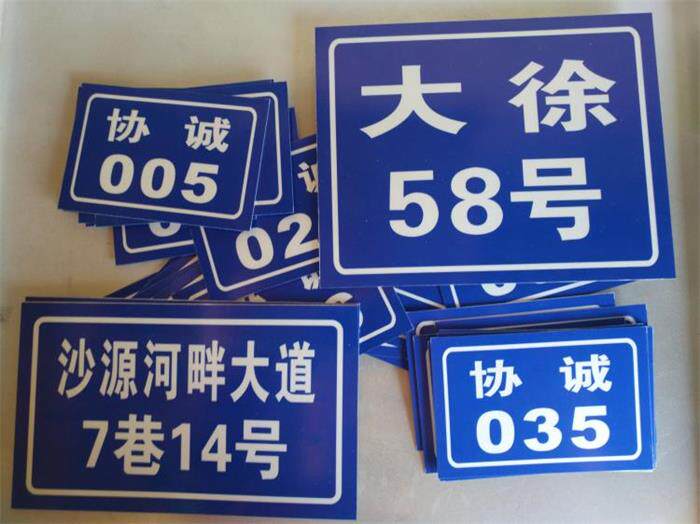 协 诚
005
大 徐
58号
02
沙源河畔大道
7巷14号
协 诚
035